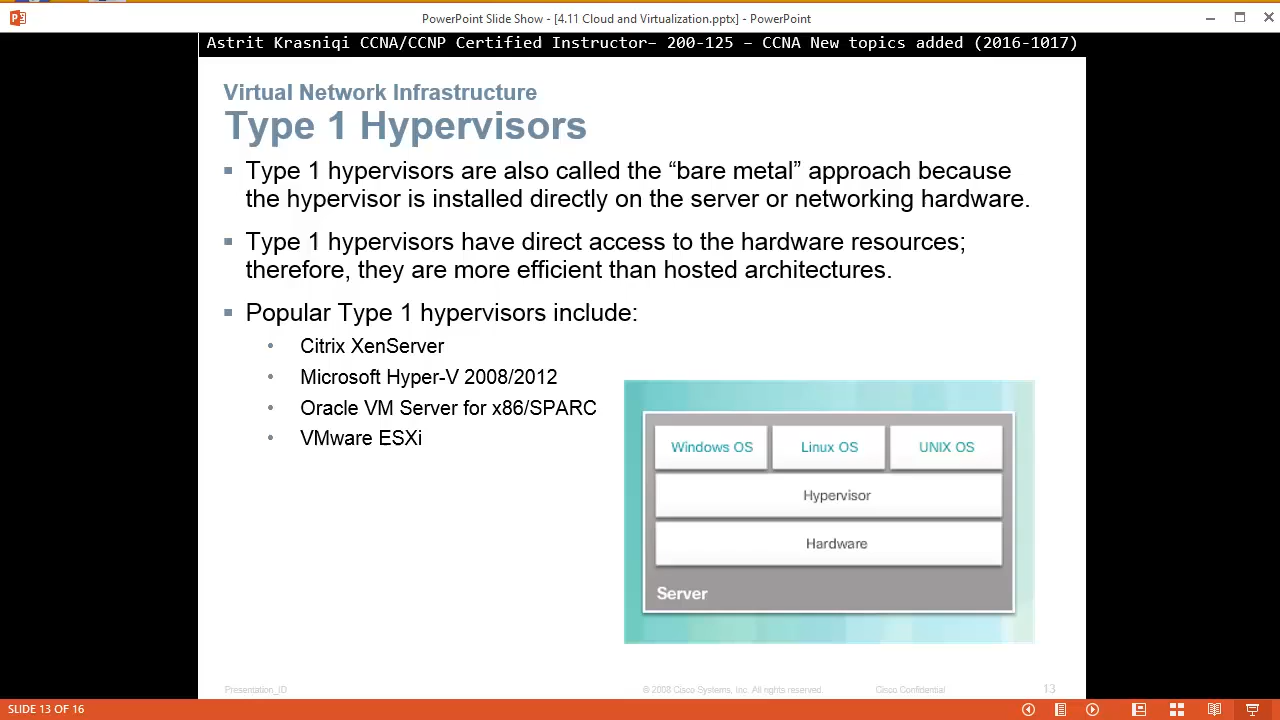 PowerPoint Slide Show - [4.11 Cloud and Virtualization.pptx] - PowerPoint
Astrit Krasniqi CCNA/CCNP Certified Instructor– 200-125 – CCNA New topics added (2016-1017)
Virtual Network Infrastructure
Type 1 Hypervisors
Type 1 hypervisors are also called the “bare metal” approach because
the hypervisor is installed directly on the server or networking hardware.
Type 1 hypervisors have direct access to the hardware resources;
therefore, they are more efficient than hosted architectures.
Popular Type 1 hypervisors include:
Citrix XenServer
Microsoft Hyper-V 2008/2012
Oracle VM Server for x86/SPARC
VMware ESXi
Windows OS
Linux OS
UNIX OS
Hypervisor
Hardware
Server
Presentation_ID
© 2008 Cisco Systems, Inc. All rights reserved.
Cisco Confidential
13
SLIDE 13 OF 16